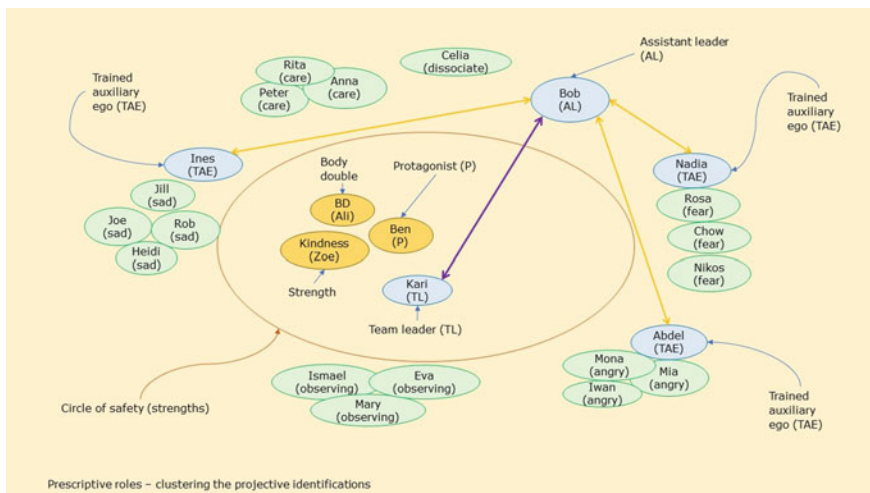 Rita
(care)
Peter
(care)
Anna
(care)
Celia
(dissociate)
Assistant leader
(AL)
Bob
(AL)
Trained
auxiliary
ego (TAE)
Trained
auxiliary
ego (TAE)
Ines
(TAE)
Nadia
(TAE)
Jill
(sad)
Joe
(sad)
Rob
(sad)
Heidi
(sad)
Body
double
BD
(Ali)
Protagonist (P)
Ben
(P)
Kindness
(Zoe)
Strength
Kari
(TL)
Team leader (TL)
Rosa
(fear)
Chow
(fear)
Nikos
(fear)
Abdel
(TAE)
Mona
(angry)
Mia
(angry)
Iwan
(angry)
Ismael
(observing)
Eva
(observing)
Mary
(observing)
Circle of safety (strengths)
Trained
auxiliary
ego (TAE)
Prescriptive roles – clustering the projective identifications